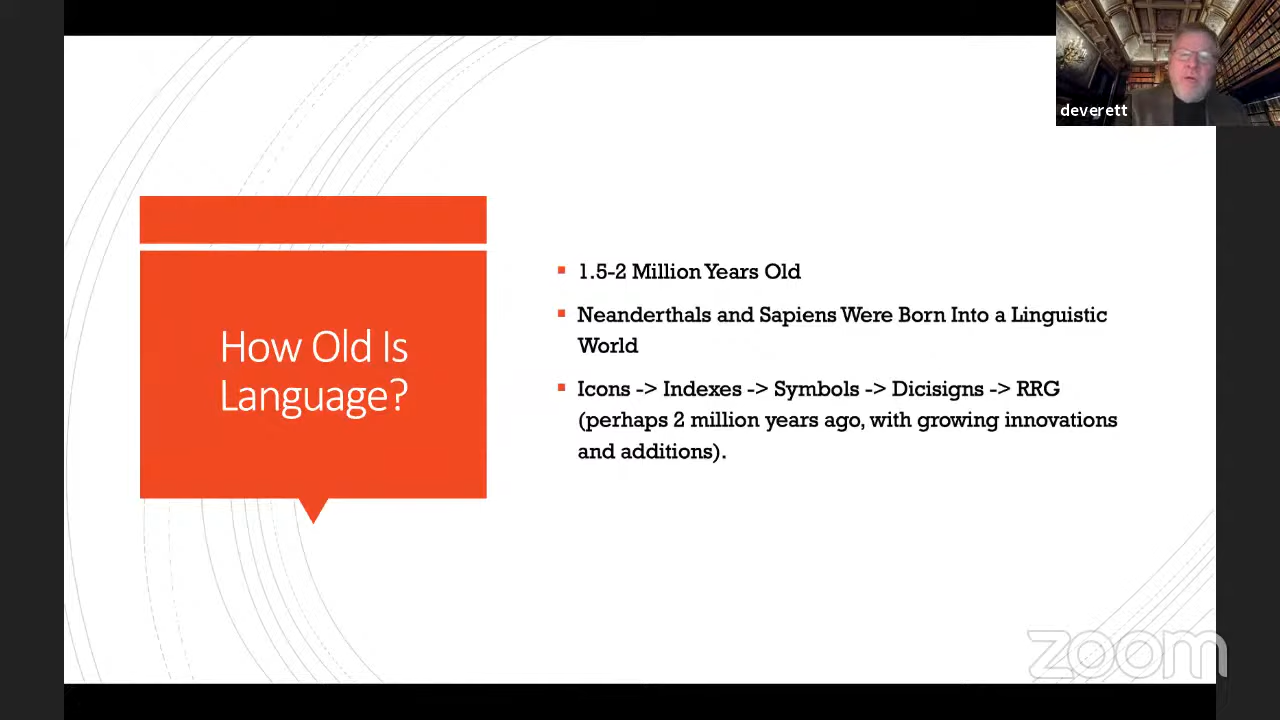 deverett
How Old Is
Language?
1.5-2 Million Years Old
Neanderthals and Sapiens Were Born Into a Linguistic
World
Icons -> Indexes -> Symbols -> Dicisigns -> RRG
(perhaps 2 million years ago, with growing innovations
and additions).
zoom